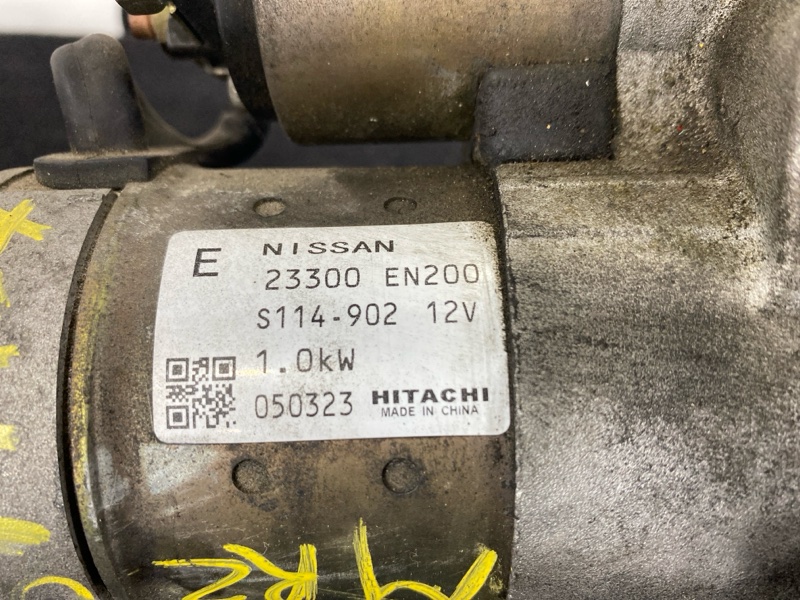 E NISSAN
23300 EN200
S114-902 12V
1.0kW
050323 HITACHI
MADE IN CHINA